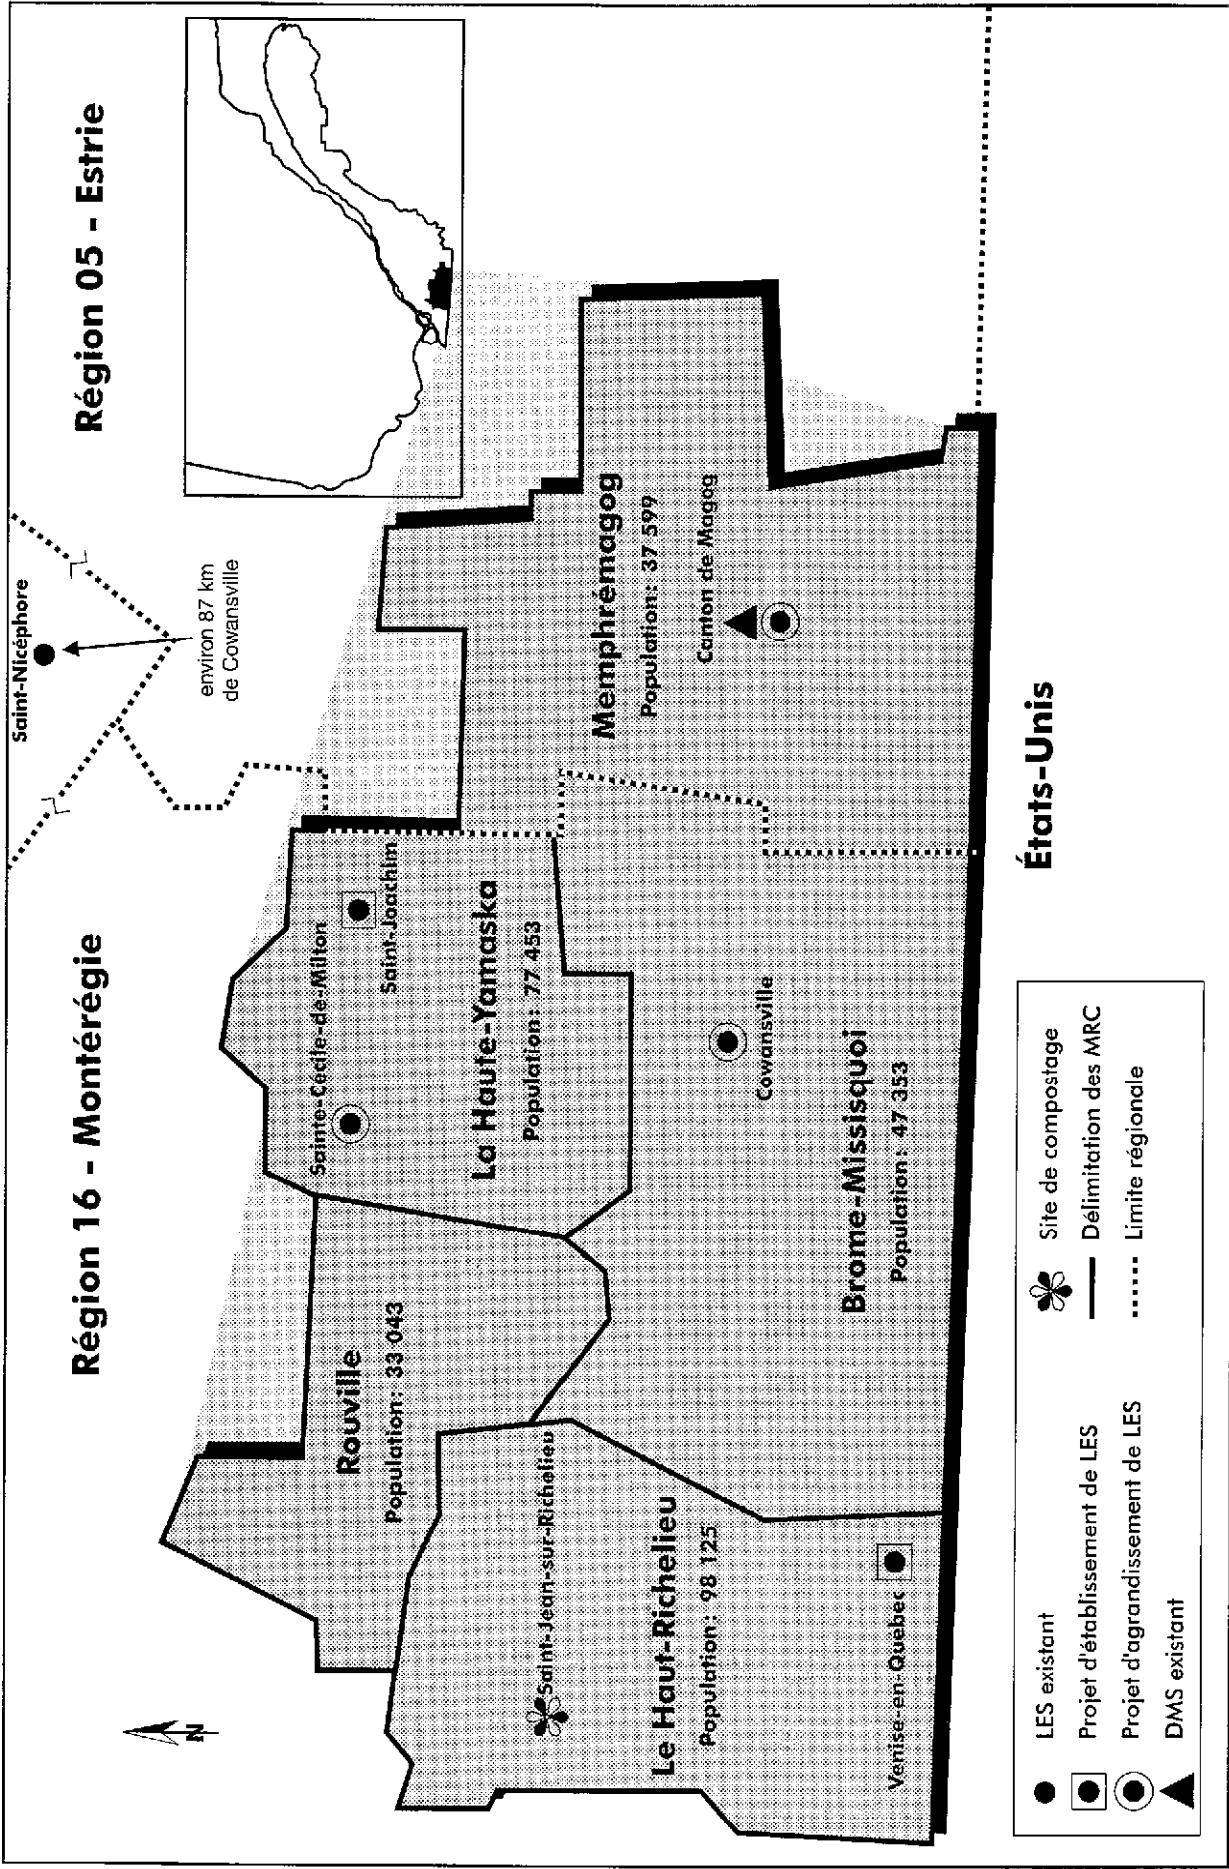 Région 16 - Montérégie
Région 05 - Estrie
Saint-Nicéphore
environ 87 km
de Cowansville
N
Rouville
Population : 33 043
Sainte-Cécile-de-Milton
Saint-Joachim
La Haute-Yamaska
Population : 77 453
Memphrémagog
Population : 37 599
Canton de Magog
Saint-Jean-sur-Richelieu
Le Haut-Richelieu
Population : 98 125
Venise-en-Québec
Cowansville
Brome-Missisquoi
Population : 47 353
États-Unis
LES existant
Projet d'établissement de LES
Projet d'agrandissement de LES
DMS existant
Site de compostage
Délimitation des MRC
Limite régionale